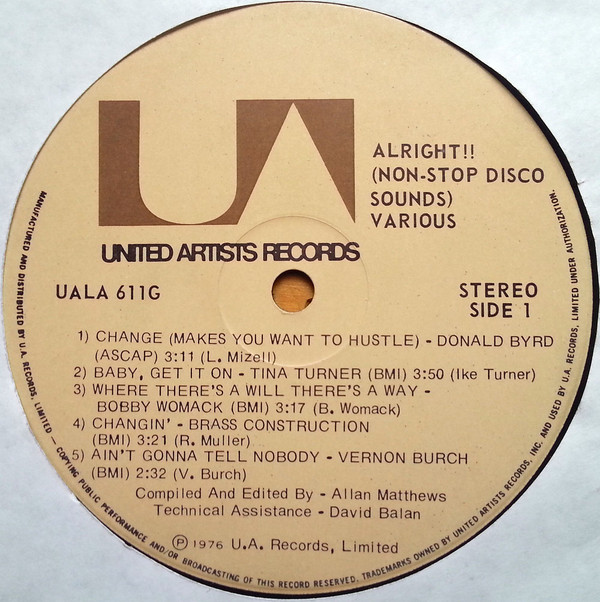 UA
ALRIGHT!!
(NON-STOP DISCO
SOUNDS)
VARIOUS
UNITED ARTISTS RECORDS
UALA 611G
STEREO
SIDE 1
1) CHANGE (MAKES YOU WANT TO HUSTLE) - DONALD BYRD
(ASCAP) 3:11 (L. Mizell)
2) BABY, GET IT ON - TINA TURNER (BMI) 3:50 (Ike Turner)
3) WHERE THERE'S A WILL THERE'S A WAY -
BOBBY WOMACK (BMI) 3:17 (B. Womack)
4) CHANGIN' - BRASS CONSTRUCTION
(BMI) 3:21 (R. Muller)
5) AIN'T GONNA TELL NOBODY - VERNON BURCH
(BMI) 2:32 (V. Burch)
Compiled And Edited By - Allan Matthews
Technical Assistance - David Balan
Ⓟ 1976 U.A. Records, Limited
MANUFACTURED AND DISTRIBUTED BY U.A. RECORDS, LIMITED — COPYING PUBLIC PERFORMANCE AND/OR BROADCASTING OF THIS RECORD RESERVED. TRADEMARKS OWNED BY UNITED ARTISTS RECORDS, INC. AND USED BY U.A. RECORDS, LIMITED UNDER AUTHORIZATION.